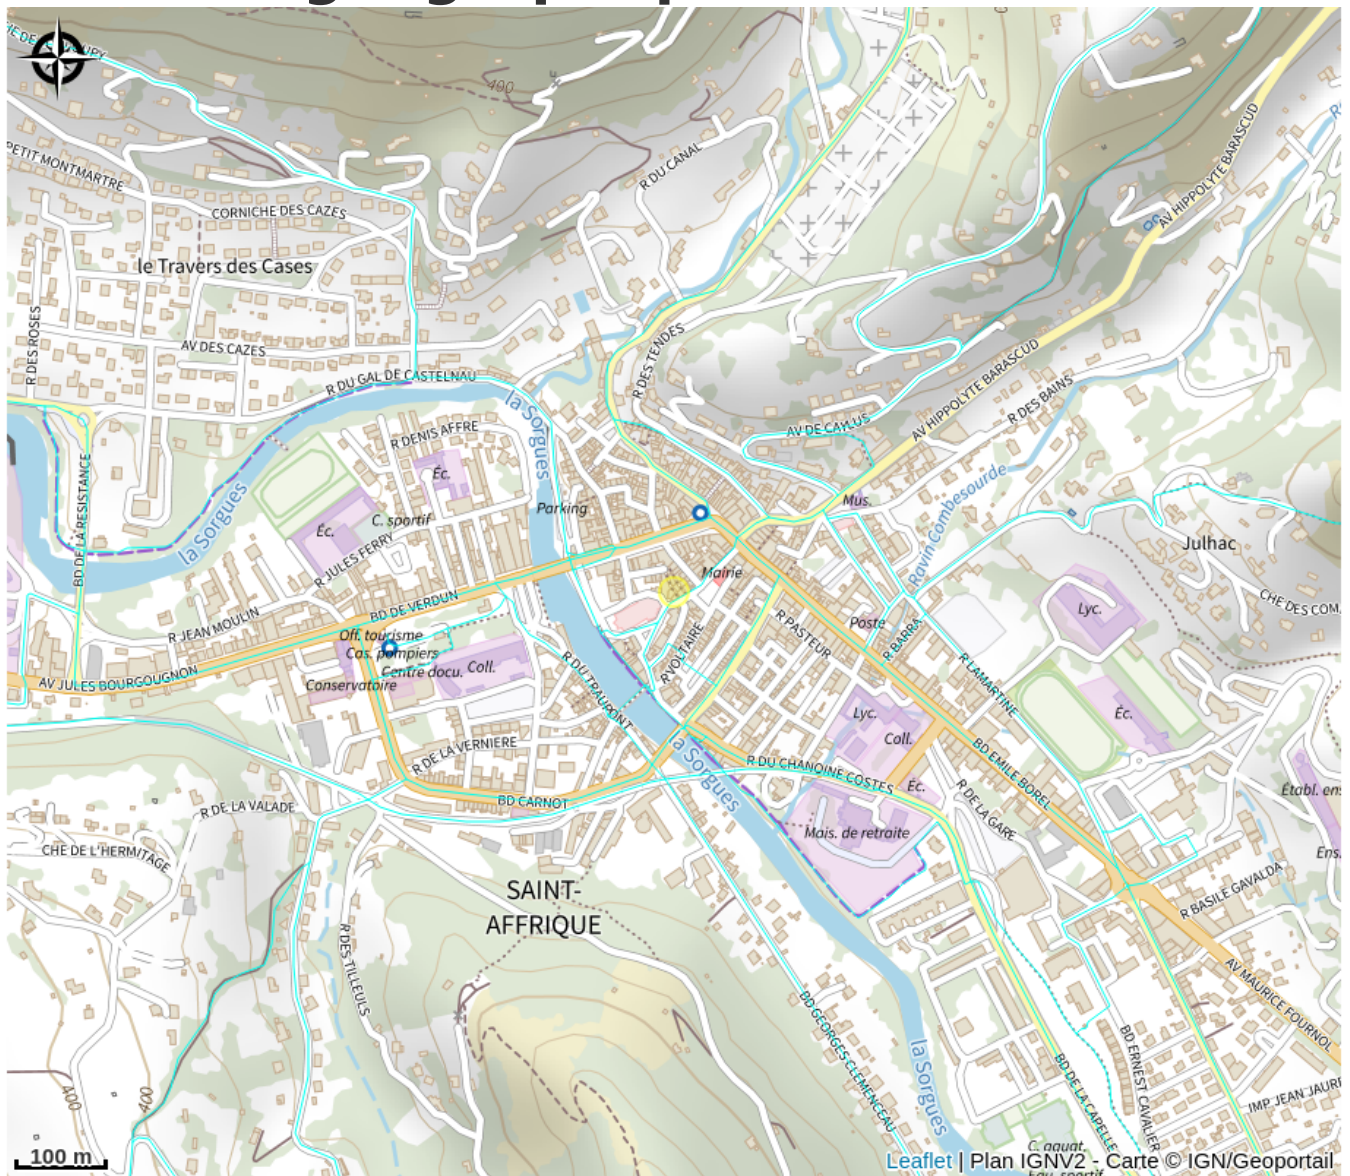 400
PETIT MONTMARTRE
R DU CANAL
CORNICHE DES CAZES
AV HIPPOLYTE BARASCUD
le Travers des Cases
R DES ROSES
AV DES CAZES
R DES TENDES
R DU GAL DE CASTELNAU
AV HIPPOLYTE BARASCUD
R DES BAINS
la Sorgues
AV DE CAYLUS
R DENIS AFFRE
Éc.
BD DE LA RESISTANCE
Parking
Mus.
C. sportif
Éc.
la Sorgues
R JULES FERRY
Ravin Combesourde
Julhac
Mairie
BD DE VERDUN
R JEAN MOULIN
Lyc.
CHE DES COM
Off. tourisme
Cas. pompiers
Centre docu.
Coll.
Conservatoire
AV JULES BOURGOUGNON
R VOLTAIRE
R PASTEUR
Poste
R BARRA
R LAMARTINE
R DU TRAUPONT
Lyc.
Coll.
Éc.
R DE LA VERNIERE
la Sorgues
R DU CHANOINE COSTES
BD EMILE BOREL
Éc.
R DE LA VALADE
BD CARNOT
R DE LA GARE
Établ. ens
Mais. de retraite
CHE DE L'HERMITAGE
Ens.
SAINT-
AFFRIQUE
R BASILE GAVALDA
R DES TILLEULS
AV MAURICE FOURNOL
BD GEORGES CLEMENCEAU
la Sorgues
BD DE LA CAPELLE
BD ERNEST CAVALIER
IMP JEAN JAURE
400
400
C. aquat.
Equ. sportif
100 m
Leaflet | Plan IGNV2 - Carte © IGN/Geoportail